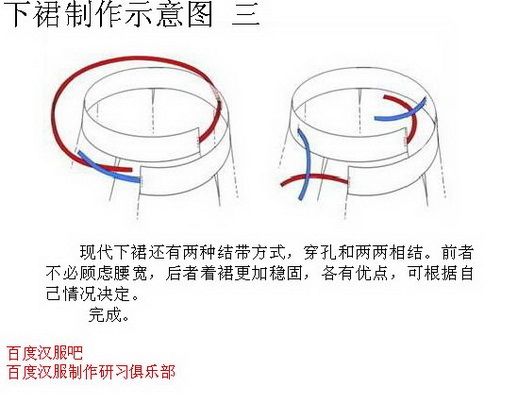 下裙制作示意图 三
现代下裙还有两种结带方式，穿孔和两两相结。前者
不必顾虑腰宽，后者着裙更加稳固，各有优点，可根据自
己情况决定。
完成。
百度汉服吧
百度汉服制作研习俱乐部